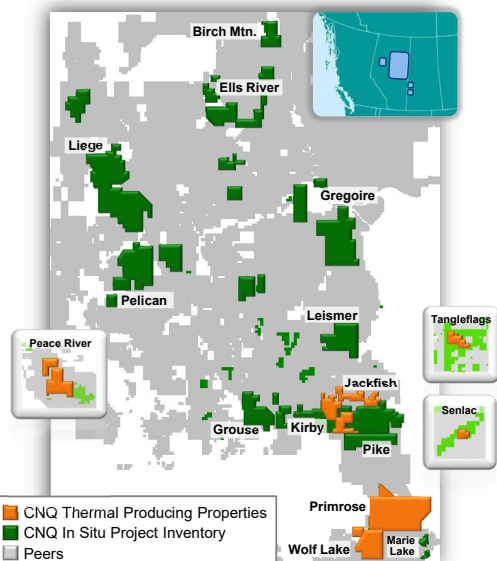 Birch Mtn.
Ells River
Liege
Gregoire
Pelican
Leismer
Tangleflags
Peace River
Jackfish
Senlac
Grouse
Kirby
Pike
Primrose
Wolf Lake
Marie
Lake
CNQ Thermal Producing Properties
CNQ In Situ Project Inventory
Peers